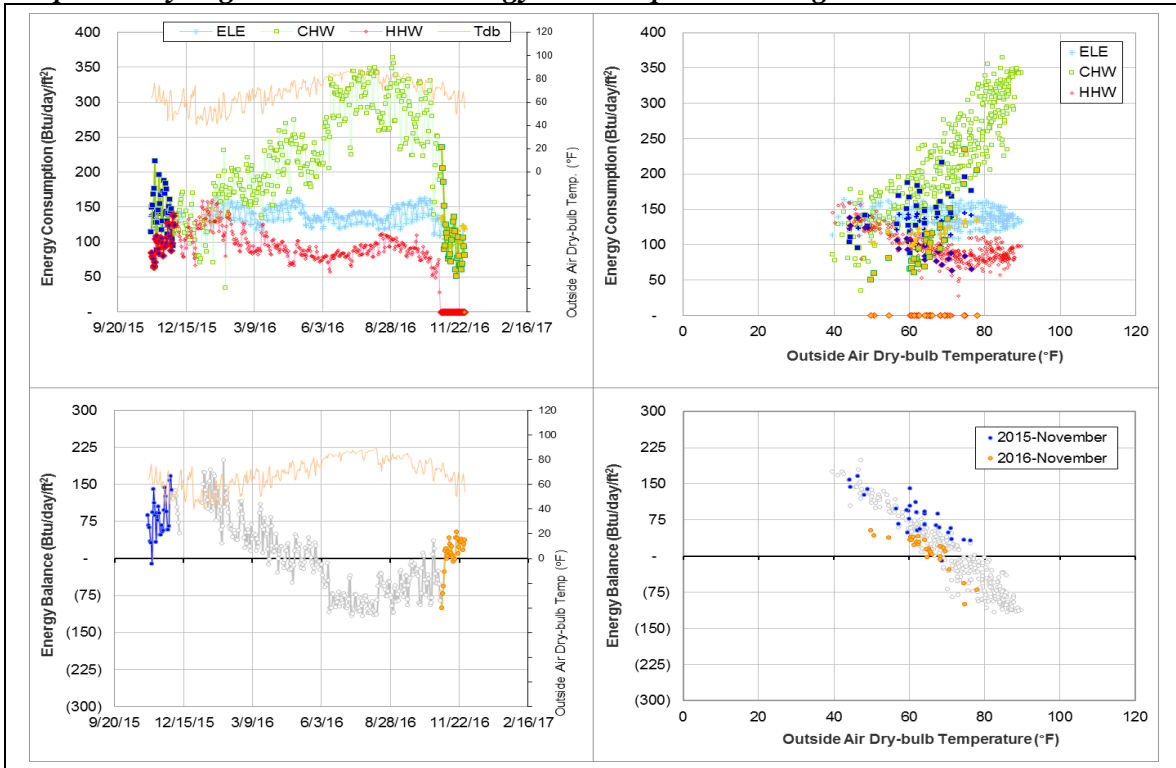 ELE CHW HHW Tdb
Energy Consumption (Btu/day/ft²)
400
350
300
250
200
150
100
50
-
120
100
80
60
40
20
0
Outside Air Dry-bulb Temp. (°F)
9/20/15 12/15/15 3/9/16 6/3/16 8/28/16 11/22/16 2/16/17
ELE
CHW
HHW
Energy Consumption (Btu/day/ft²)
400
350
300
250
200
150
100
50
-
0 20 40 60 80 100 120
Outside Air Dry-bulb Temperature (°F)
Energy Balance (Btu/day/ft²)
300
225
150
75
-
(75)
(150)
(225)
(300)
120
100
80
60
40
20
0
Outside Air Dry-bulb Temp (°F)
9/20/15 12/15/15 3/9/16 6/3/16 8/28/16 11/22/16 2/16/17
2015-November
2016-November
Energy Balance (Btu/day/ft²)
300
225
150
75
-
(75)
(150)
(225)
(300)
0 20 40 60 80 100 120
Outside Air Dry-bulb Temperature (°F)